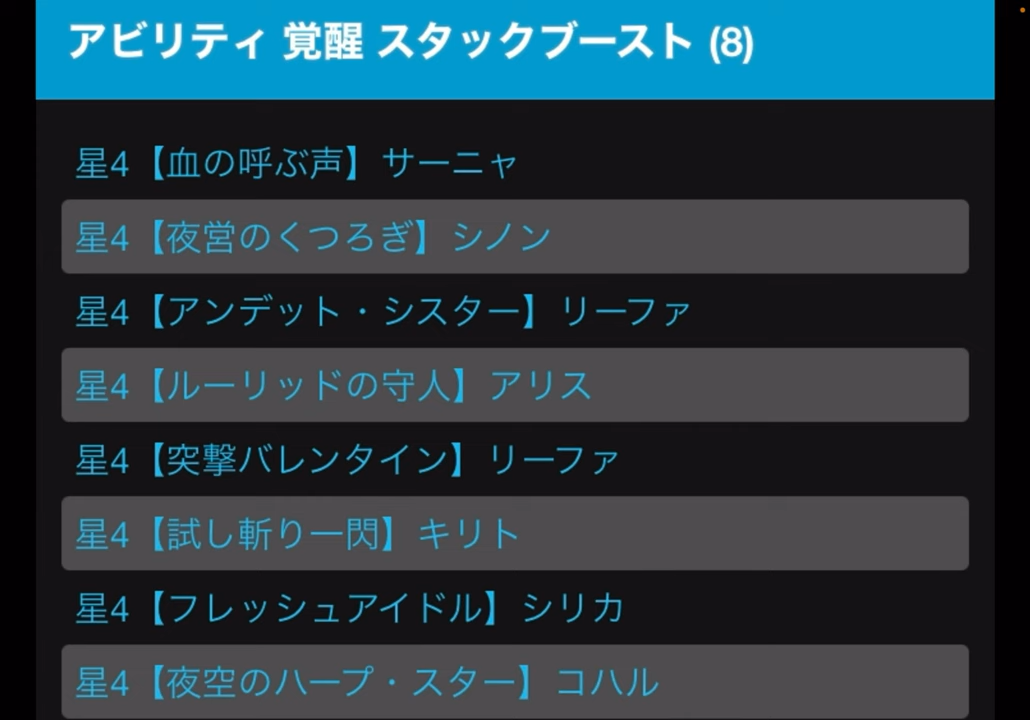 アビリティ 覚醒 スタックブースト (8)
星4【血の呼ぶ声】サーニャ
星4【夜営のくつろぎ】シノン
星4【アンデット・シスター】リーファ
星4【ルーリッドの守人】アリス
星4【突撃バレンタイン】リーファ
星4【試し斬り一閃】キリト
星4【フレッシュアイドル】シリカ
星4【夜空のハープ・スター】コハル